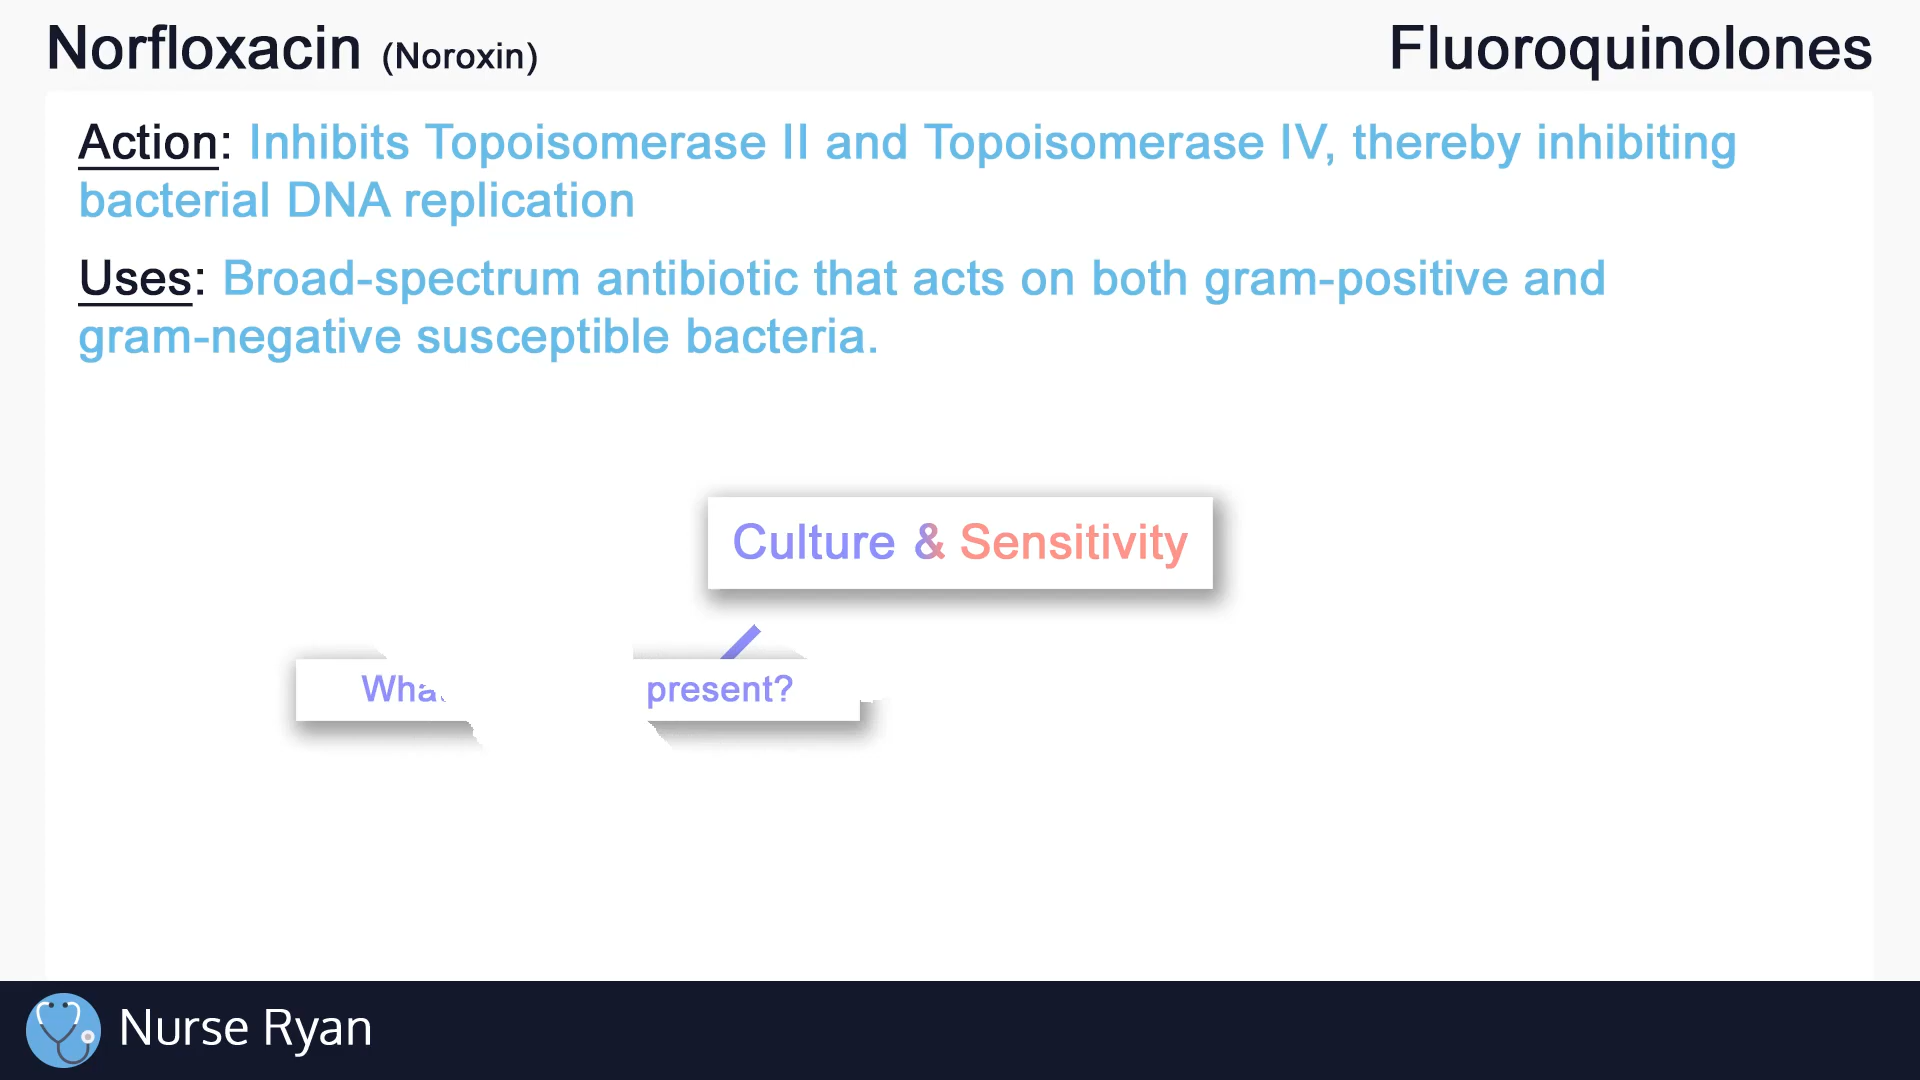 Norfloxacin (Noroxin)
Fluoroquinolones
Action: Inhibits Topoisomerase II and Topoisomerase IV, thereby inhibiting
bacterial DNA replication
Uses: Broad-spectrum antibiotic that acts on both gram-positive and
gram-negative susceptible bacteria.
Culture & Sensitivity
present?
Nurse Ryan